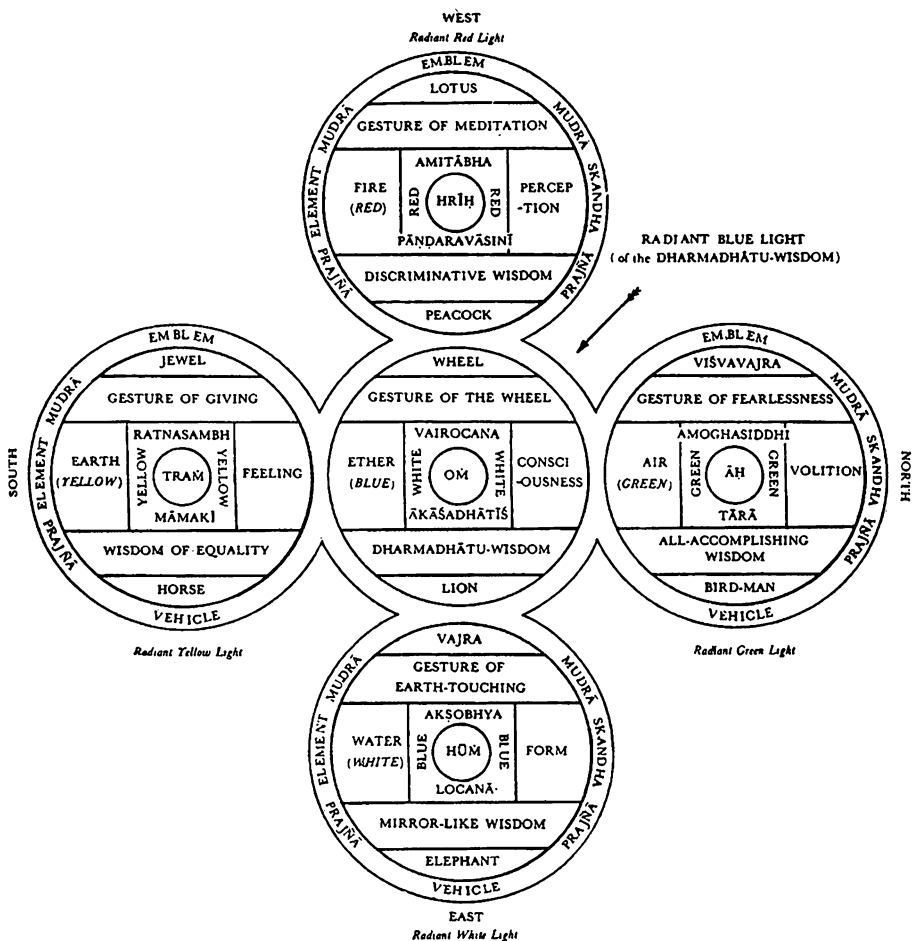 WEST
Radiant Red Light
EMBLEM
MUDRĀ
MUDRĀ
ELEMENT
SKANDHA
PRAJÑĀ
PRAJÑĀ
LOTUS
GESTURE OF MEDITATION
FIRE
(RED)
RED
AMITĀBHA
HRĪḤ
PĀṆḌARAVĀSINĪ
RED
PERCEP
-TION
DISCRIMINATIVE WISDOM
PEACOCK
RADIANT BLUE LIGHT
(of the DHARMADHĀTU-WISDOM)
SOUTH
EMBLEM
MUDRĀ
ELEMENT
PRAJÑĀ
JEWEL
GESTURE OF GIVING
EARTH
(YELLOW)
YELLOW
RATNASAMBH
TRAṀ
MĀMAKĪ
YELLOW
FEELING
WISDOM OF EQUALITY
HORSE
VEHICLE
Radiant Yellow Light
WHEEL
GESTURE OF THE WHEEL
ETHER
(BLUE)
WHITE
VAIROCANA
OṀ
ĀKĀŚADHĀTĪŚ
WHITE
CONSCI
-OUSNESS
DHARMADHĀTU-WISDOM
LION
EMBLEM
MUDRĀ
SKANDHA
PRAJÑĀ
VIŚVAVAJRA
GESTURE OF FEARLESSNESS
AIR
(GREEN)
GREEN
AMOGHASIDDHI
ĀḤ
TĀRĀ
GREEN
VOLITION
ALL-ACCOMPLISHING
WISDOM
BIRD-MAN
VEHICLE
Radiant Green Light
NORTH
MUDRĀ
MUDRĀ
ELEMENT
SKANDHA
PRAJÑĀ
PRAJÑĀ
VAJRA
GESTURE OF
EARTH-TOUCHING
WATER
(WHITE)
BLUE
AKṢOBHYA
HŪṀ
LOCANĀ
BLUE
FORM
MIRROR-LIKE WISDOM
ELEPHANT
VEHICLE
EAST
Radiant White Light